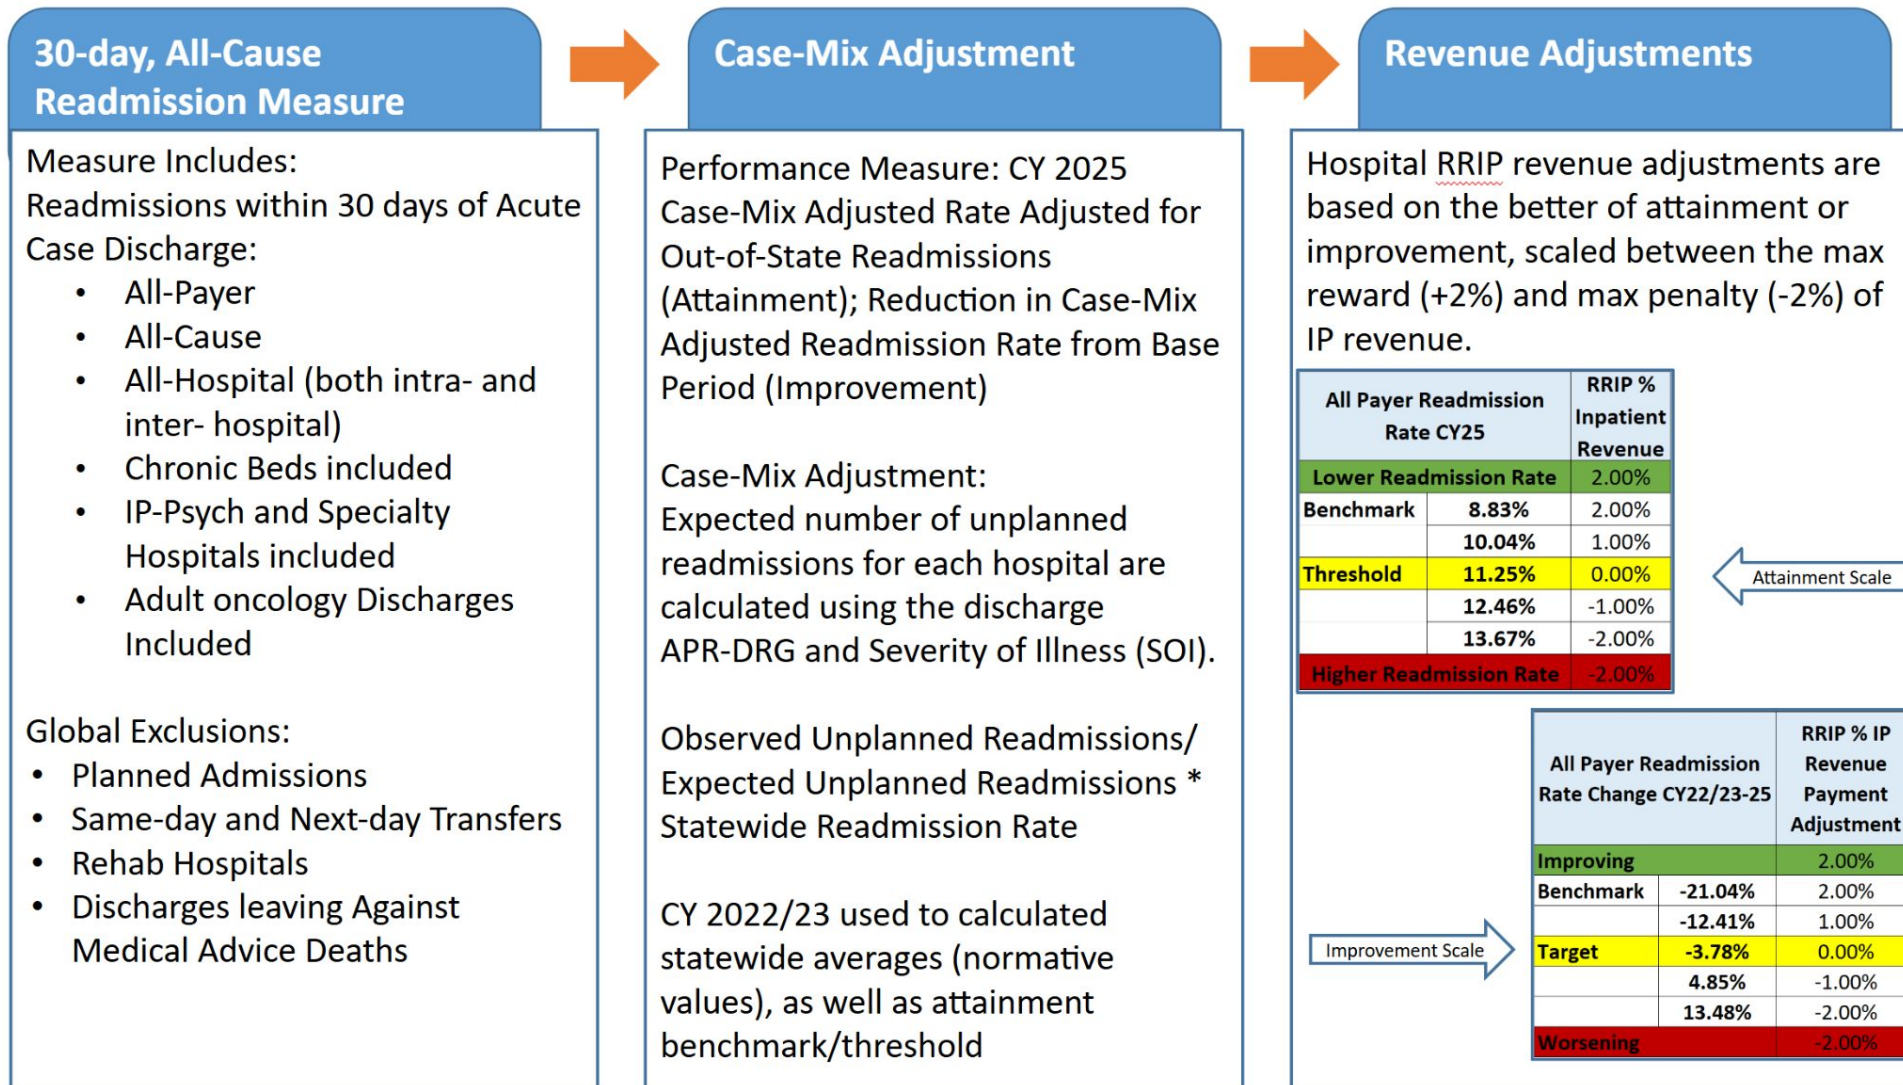 30-day, All-Cause
Readmission Measure
Measure Includes:
Readmissions within 30 days of Acute
Case Discharge:
• All-Payer
• All-Cause
• All-Hospital (both intra- and
inter- hospital)
• Chronic Beds included
• IP-Psych and Specialty
Hospitals included
• Adult oncology Discharges
Included
Global Exclusions:
• Planned Admissions
• Same-day and Next-day Transfers
• Rehab Hospitals
• Discharges leaving Against
Medical Advice Deaths
Case-Mix Adjustment
Performance Measure: CY 2025
Case-Mix Adjusted Rate Adjusted for
Out-of-State Readmissions
(Attainment); Reduction in Case-Mix
Adjusted Readmission Rate from Base
Period (Improvement)
Case-Mix Adjustment:
Expected number of unplanned
readmissions for each hospital are
calculated using the discharge
APR-DRG and Severity of Illness (SOI).
Observed Unplanned Readmissions/
Expected Unplanned Readmissions *
Statewide Readmission Rate
CY 2022/23 used to calculated
statewide averages (normative
values), as well as attainment
benchmark/threshold
Revenue Adjustments
Hospital RRIP revenue adjustments are
based on the better of attainment or
improvement, scaled between the max
reward (+2%) and max penalty (-2%) of
IP revenue.
All Payer Readmission
Rate CY25
RRIP %
Inpatient
Revenue
Lower Readmission Rate 2.00%
Benchmark 8.83% 2.00%
10.04% 1.00%
Threshold 11.25% 0.00%
12.46% -1.00%
13.67% -2.00%
Higher Readmission Rate -2.00%
Attainment Scale
All Payer Readmission
Rate Change CY22/23-25
RRIP % IP
Revenue
Payment
Adjustment
Improving 2.00%
Benchmark -21.04% 2.00%
-12.41% 1.00%
Target -3.78% 0.00%
4.85% -1.00%
13.48% -2.00%
Worsening -2.00%
Improvement Scale